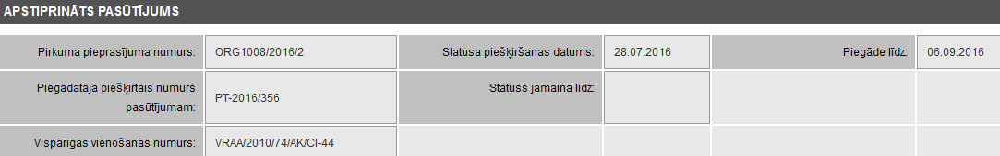 APSTIPRINĀTS PASŪTĪJUMS
Pirkuma pieprasījuma numurs: ORG1008/2016/2 Statusa piešķiršanas datums: 28.07.2016 Piegāde līdz: 06.09.2016
Piegādātāja piešķirtais numurs
pasūtījumam: PT-2016/356 Statuss jāmaina līdz:
Vispārīgās vienošanās numurs: VRAA/2010/74/AK/CI-44